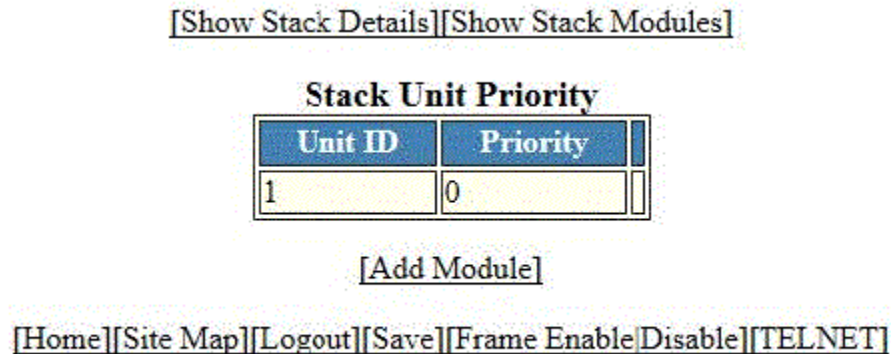 [Show Stack Details][Show Stack Modules]
Stack Unit Priority
Unit ID Priority
1 0
[Add Module]
[Home][Site Map][Logout][Save][Frame Enable|Disable][TELNET]